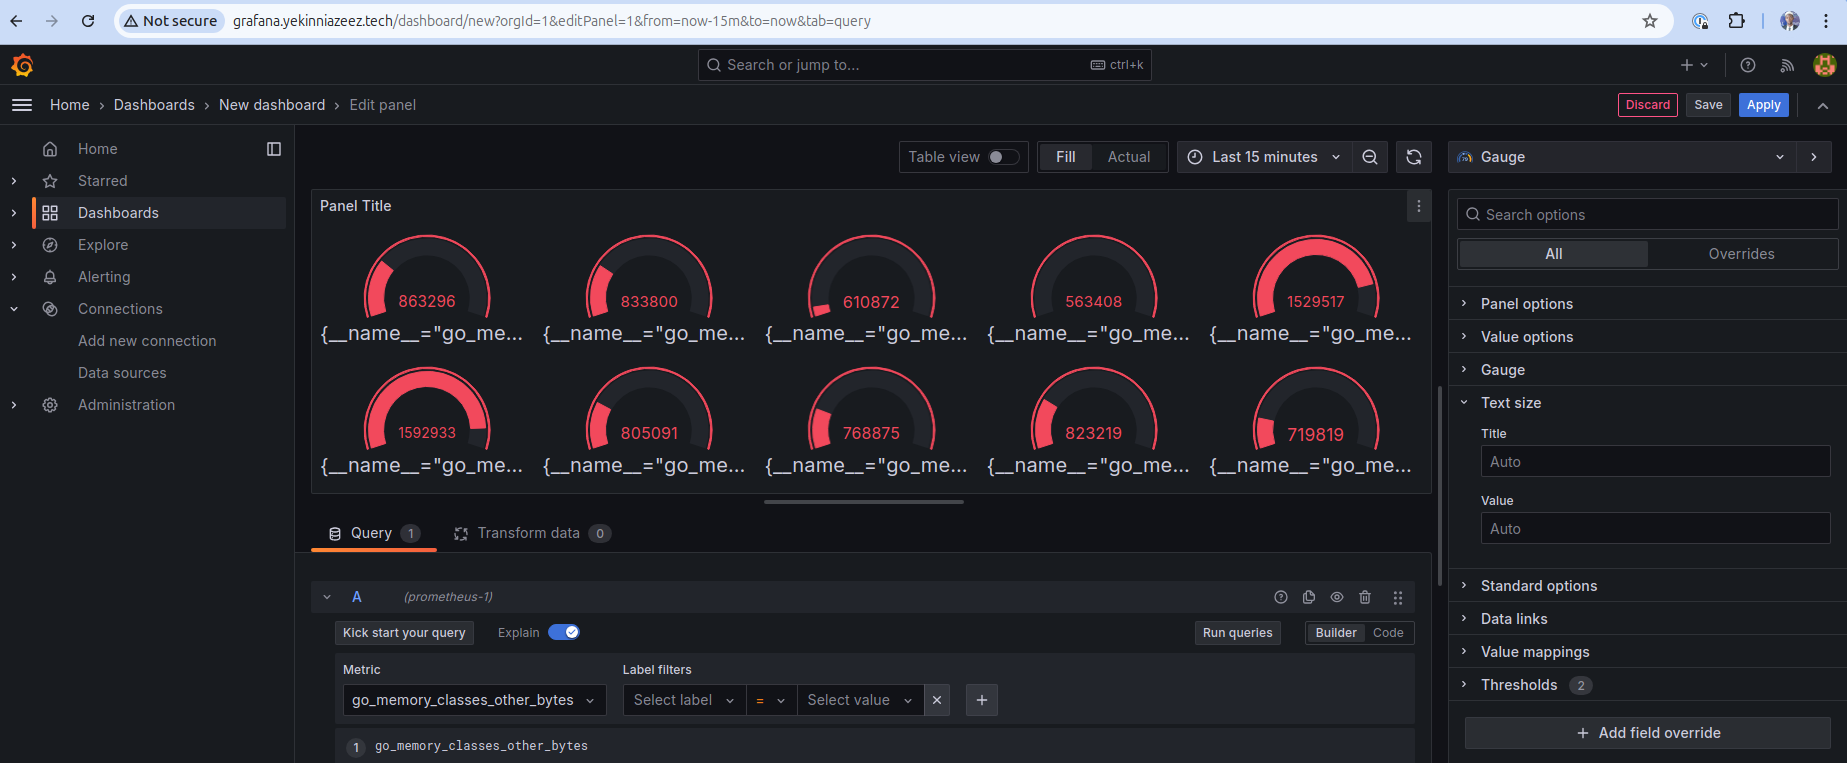 Not secure grafana.yekinniazeez.tech/dashboard/new?orgId=1&editPanel=1&from=now-15m&to=now&tab=query
Search or jump to... ctrl+k
Home › Dashboards › New dashboard › Edit panel
Discard Save Apply
Home
Starred
Dashboards
Explore
Alerting
Connections
Add new connection
Data sources
Administration
Table view Fill Actual Last 15 minutes
Panel Title
863296 833800 610872 563408 1529517
{__name__="go_me... {__name__="go_me... {__name__="go_me... {__name__="go_me... {__name__="go_me...
1592933 805091 768875 823219 719819
{__name__="go_me... {__name__="go_me... {__name__="go_me... {__name__="go_me... {__name__="go_me...
Query 1 Transform data 0
A (prometheus-1)
Kick start your query Explain Run queries Builder Code
Metric Label filters
go_memory_classes_other_bytes Select label = Select value
1 go_memory_classes_other_bytes
Gauge
Search options
All Overrides
Panel options
Value options
Gauge
Text size
Title
Auto
Value
Auto
Standard options
Data links
Value mappings
Thresholds 2
+ Add field override